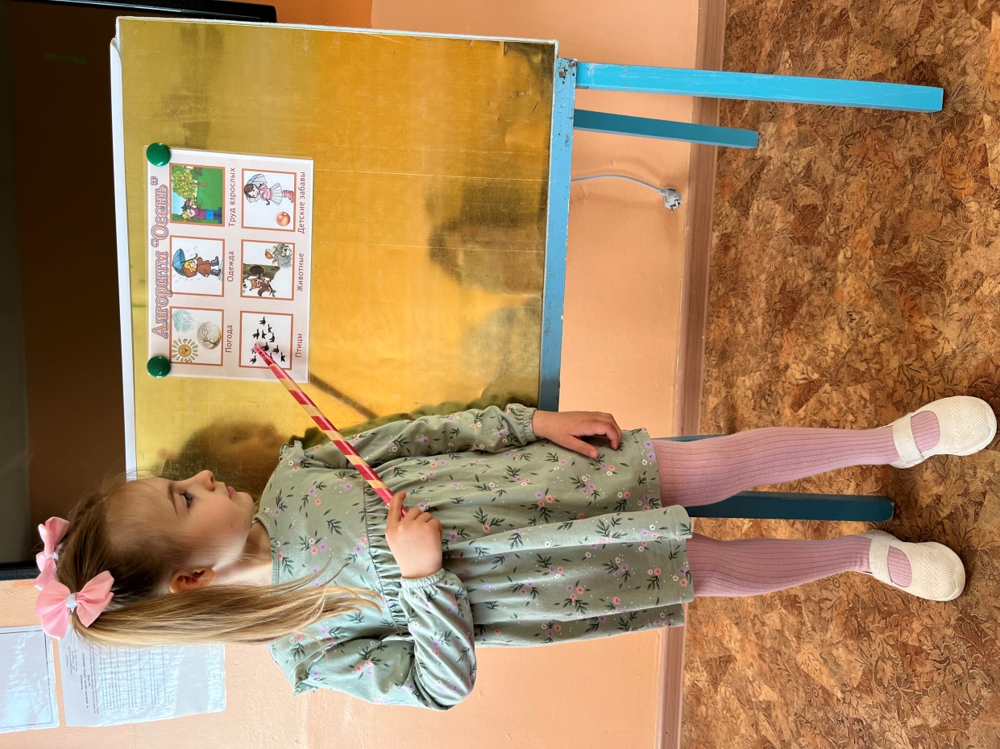 Алгоритм "Осень"
Погода Одежда Труд взрослых
Птицы Животные Детские забавы